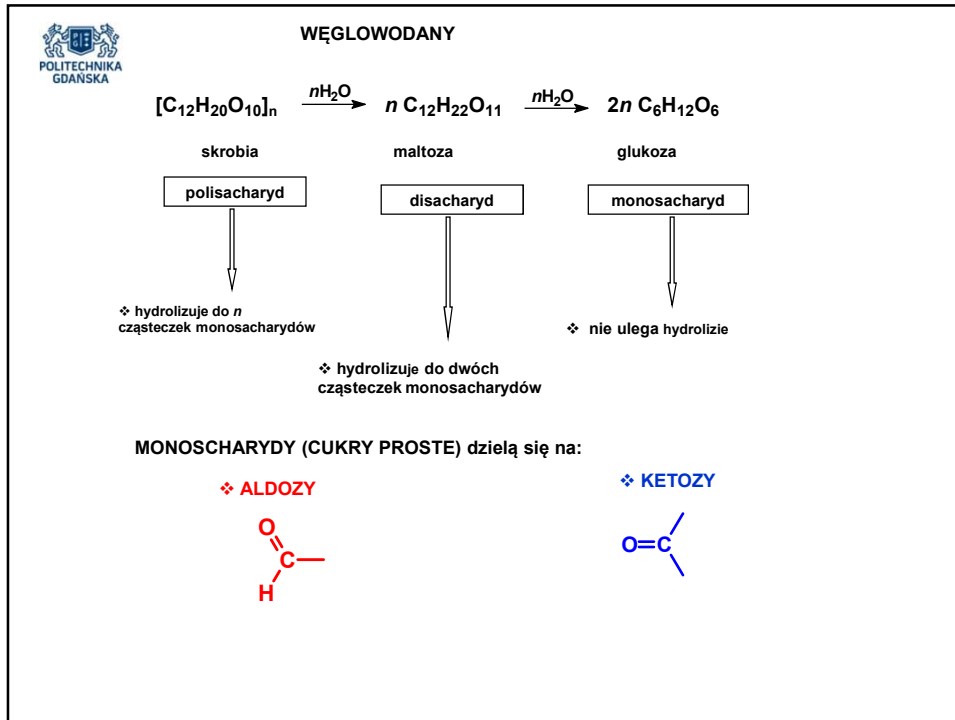 POLITECHNIKA
GDAŃSKA
WĘGLOWODANY
[C₁₂H₂₀O₁₀]ₙ nH₂O n C₁₂H₂₂O₁₁ nH₂O 2n C₆H₁₂O₆
skrobia maltoza glukoza
polisacharyd disacharyd monosacharyd
❖ hydrolizuje do n
cząsteczek monosacharydów
❖ nie ulega hydrolizie
❖ hydrolizuje do dwóch
cząsteczek monosacharydów
MONOSCHARYDY (CUKRY PROSTE) dzielą się na:
❖ ALDOZY ❖ KETOZY
O
C
H
O=C